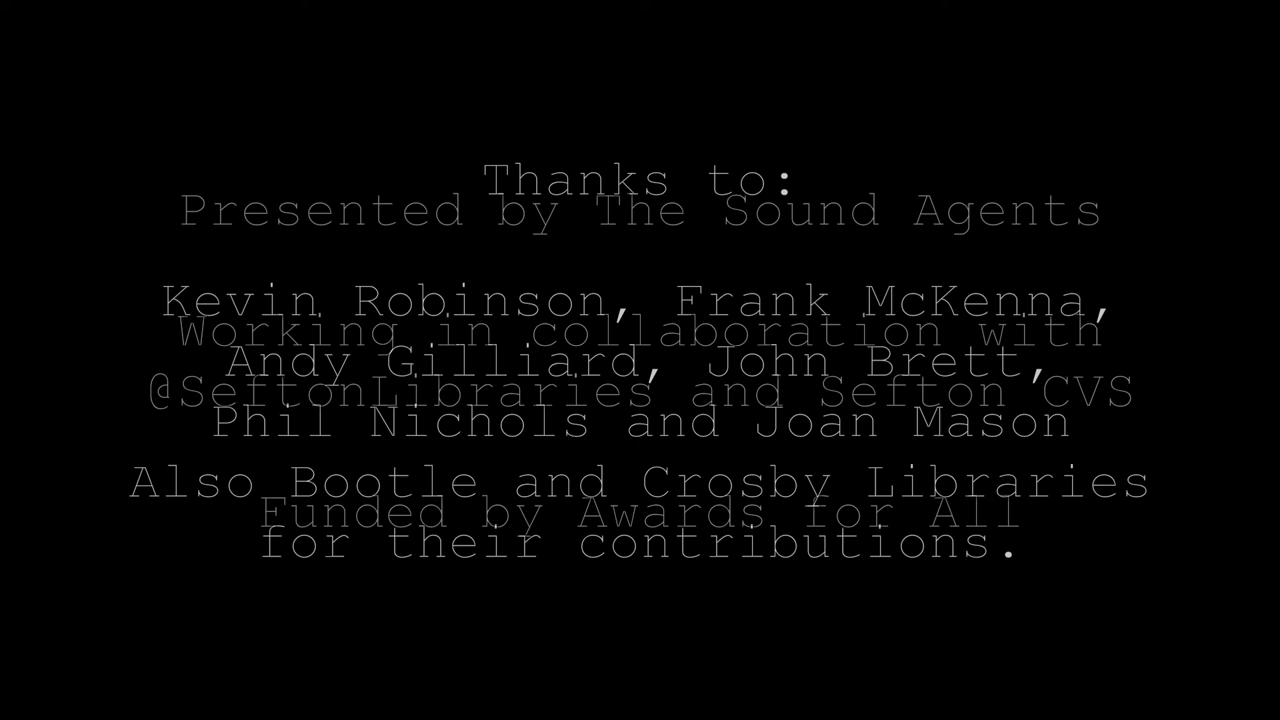 Thanks to:
Presented by The Sound Agents
Kevin Robinson, Frank McKenna,
Working in collaboration with
Andy Gilliard, John Brett,
@SeftonLibraries and Sefton CVS
Phil Nichols and Joan Mason
Also Bootle and Crosby Libraries
Funded by Awards for All
for their contributions.